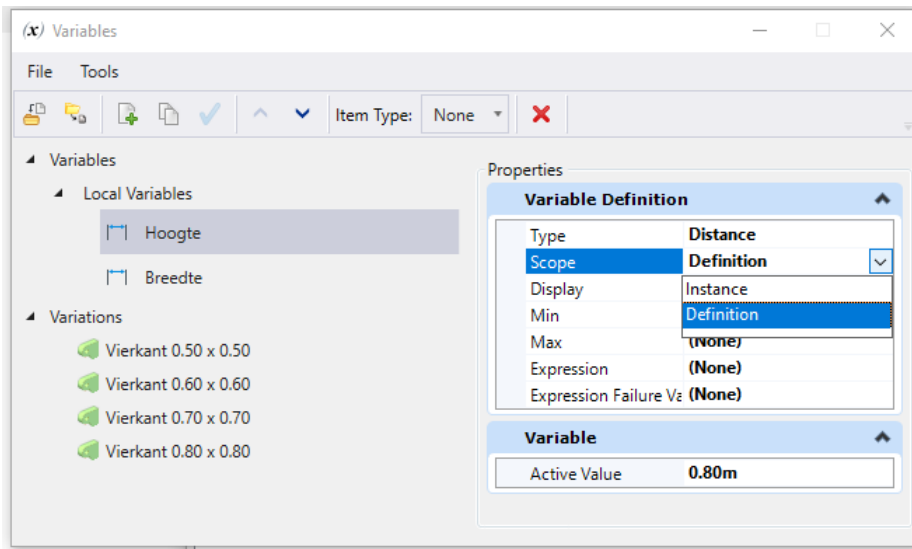 (x) Variables
File Tools
Item Type: None
Variables
Local Variables
Hoogte
Breedte
Variations
Vierkant 0.50 x 0.50
Vierkant 0.60 x 0.60
Vierkant 0.70 x 0.70
Vierkant 0.80 x 0.80
Properties
Variable Definition
Type Distance
Scope Definition
Display Instance
Min Definition
Max (None)
Expression (None)
Expression Failure Va (None)
Variable
Active Value 0.80m